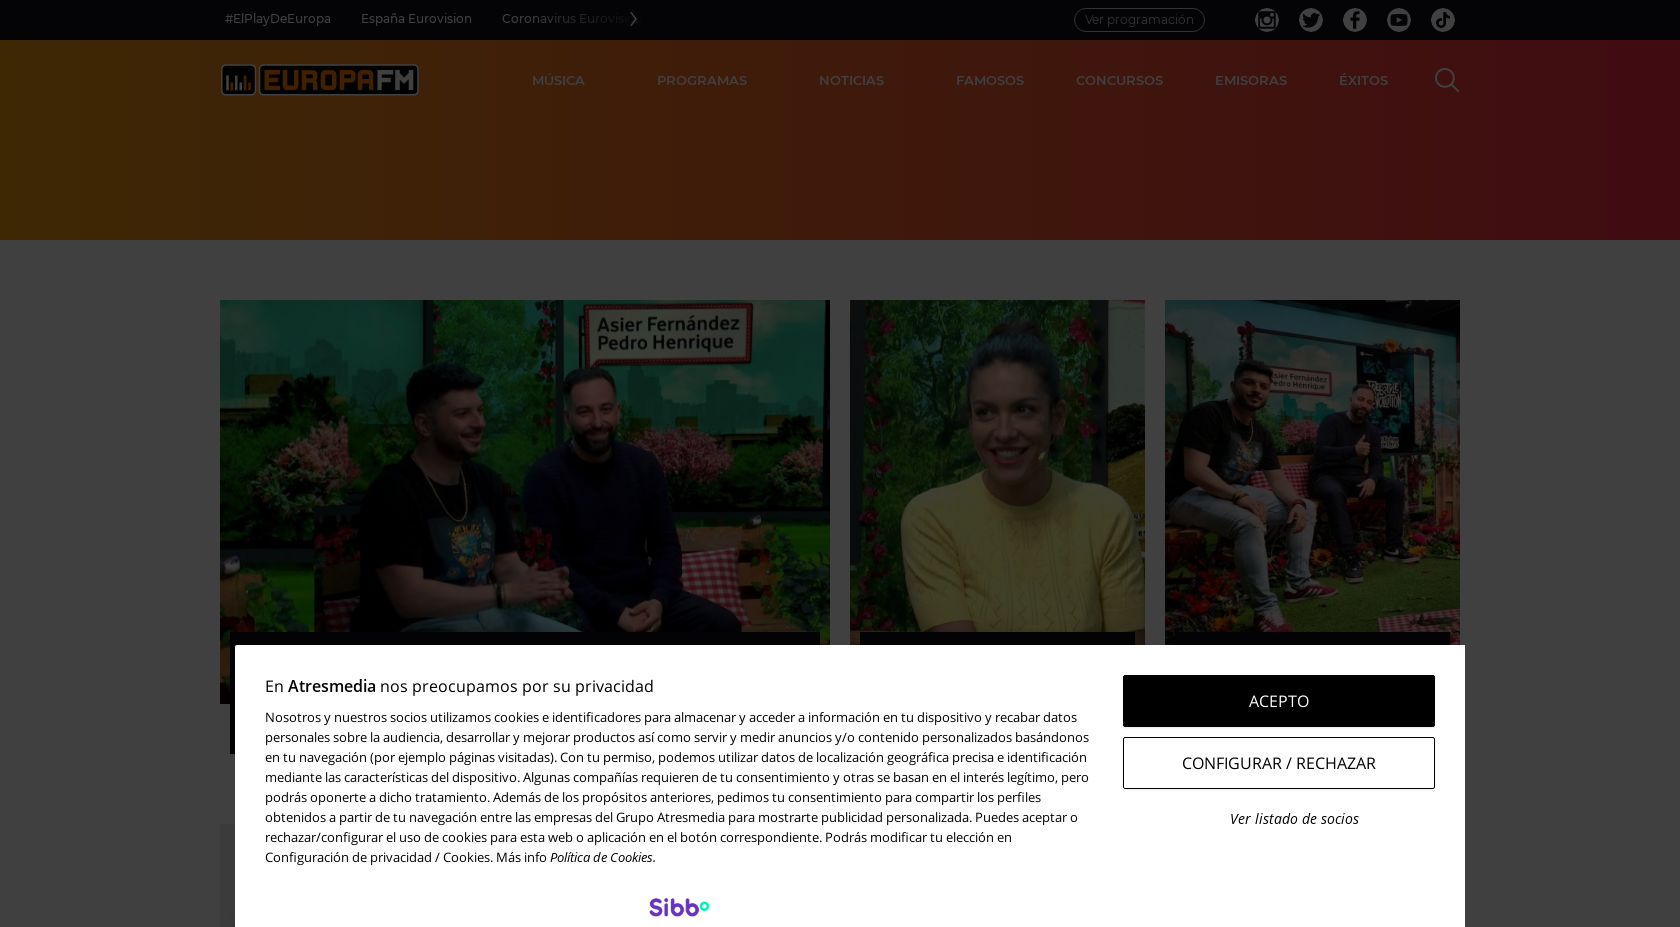 #ElPlayDeEuropa España Eurovision Coronavirus Eurovisi Ver programación
EUROPAFM MÚSICA PROGRAMAS NOTICIAS FAMOSOS CONCURSOS EMISORAS ÉXITOS
Asier Fernández
Pedro Henrique
Asier Fernández
Pedro Henrique
En Atresmedia nos preocupamos por su privacidad
Nosotros y nuestros socios utilizamos cookies e identificadores para almacenar y acceder a información en tu dispositivo y recabar datos
personales sobre la audiencia, desarrollar y mejorar productos así como servir y medir anuncios y/o contenido personalizados basándonos
en tu navegación (por ejemplo páginas visitadas). Con tu permiso, podemos utilizar datos de localización geográfica precisa e identificación
mediante las características del dispositivo. Algunas compañías requieren de tu consentimiento y otras se basan en el interés legítimo, pero
podrás oponerte a dicho tratamiento. Además de los propósitos anteriores, pedimos tu consentimiento para compartir los perfiles
obtenidos a partir de tu navegación entre las empresas del Grupo Atresmedia para mostrarte publicidad personalizada. Puedes aceptar o
rechazar/configurar el uso de cookies para esta web o aplicación en el botón correspondiente. Podrás modificar tu elección en
Configuración de privacidad / Cookies. Más info Política de Cookies.
ACEPTO
CONFIGURAR / RECHAZAR
Ver listado de socios
Sibbo